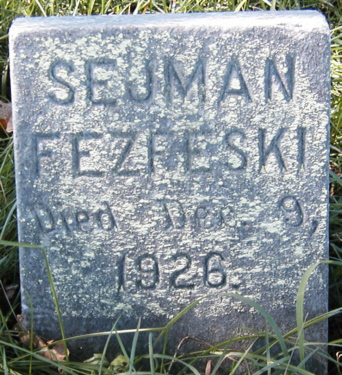 SEJMAN
FEZFESKI
Died Dec. 9,
1926.